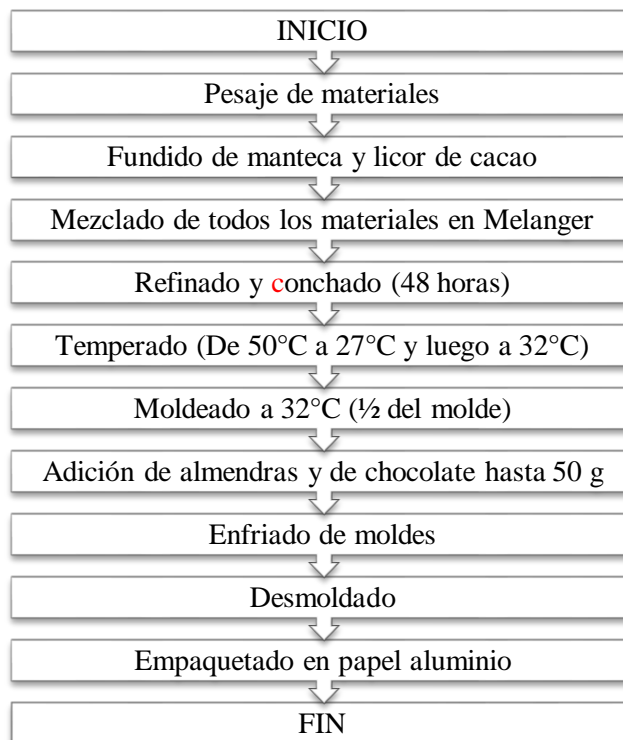 INICIO
Pesaje de materiales
Fundido de manteca y licor de cacao
Mezclado de todos los materiales en Melanger
Refinado y conchado (48 horas)
Temperado (De 50°C a 27°C y luego a 32°C)
Moldeado a 32°C (½ del molde)
Adición de almendras y de chocolate hasta 50 g
Enfriado de moldes
Desmoldado
Empaquetado en papel aluminio
FIN